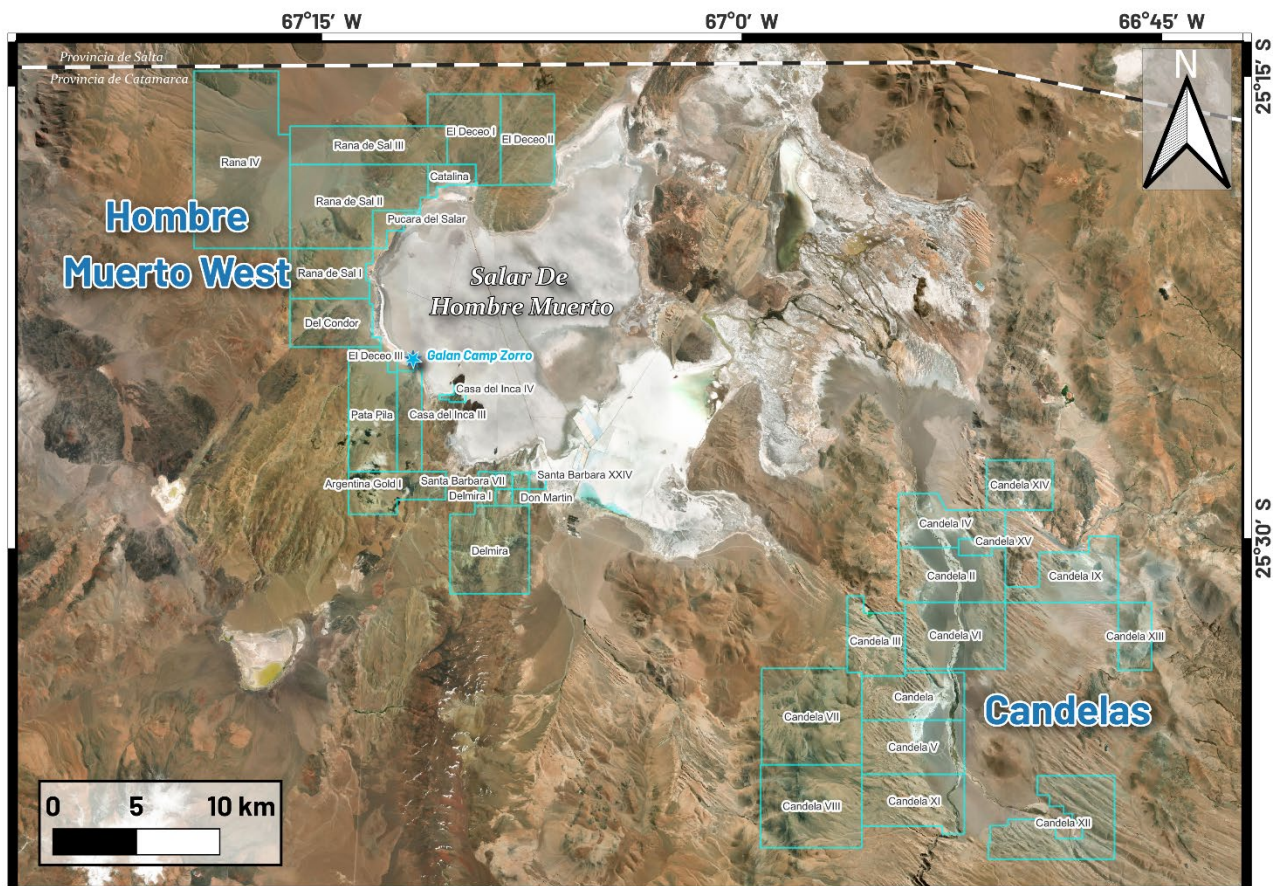 67°15′ W
67°0′ W
66°45′ W
25°15′ S
25°30′ S
Provincia de Salta
Provincia de Catamarca
N
El Deceo I
El Deceo II
Rana de Sal III
Rana IV
Catalina
Rana de Sal II
Pucara del Salar
Hombre
Muerto West
Rana de Sal I
Salar De
Hombre Muerto
Del Condor
El Deceo III
Galan Camp Zorro
Casa del Inca IV
Pata Pila
Casa del Inca III
Argentina Gold I
Santa Barbara VII
Santa Barbara XXIV
Delmira I
Don Martin
Delmira
Candela XIV
Candela IV
Candela XV
Candela II
Candela IX
Candela III
Candela VI
Candela XIII
Candela
Candelas
Candela VII
Candela V
Candela VIII
Candela XI
Candela XII
0 5 10 km